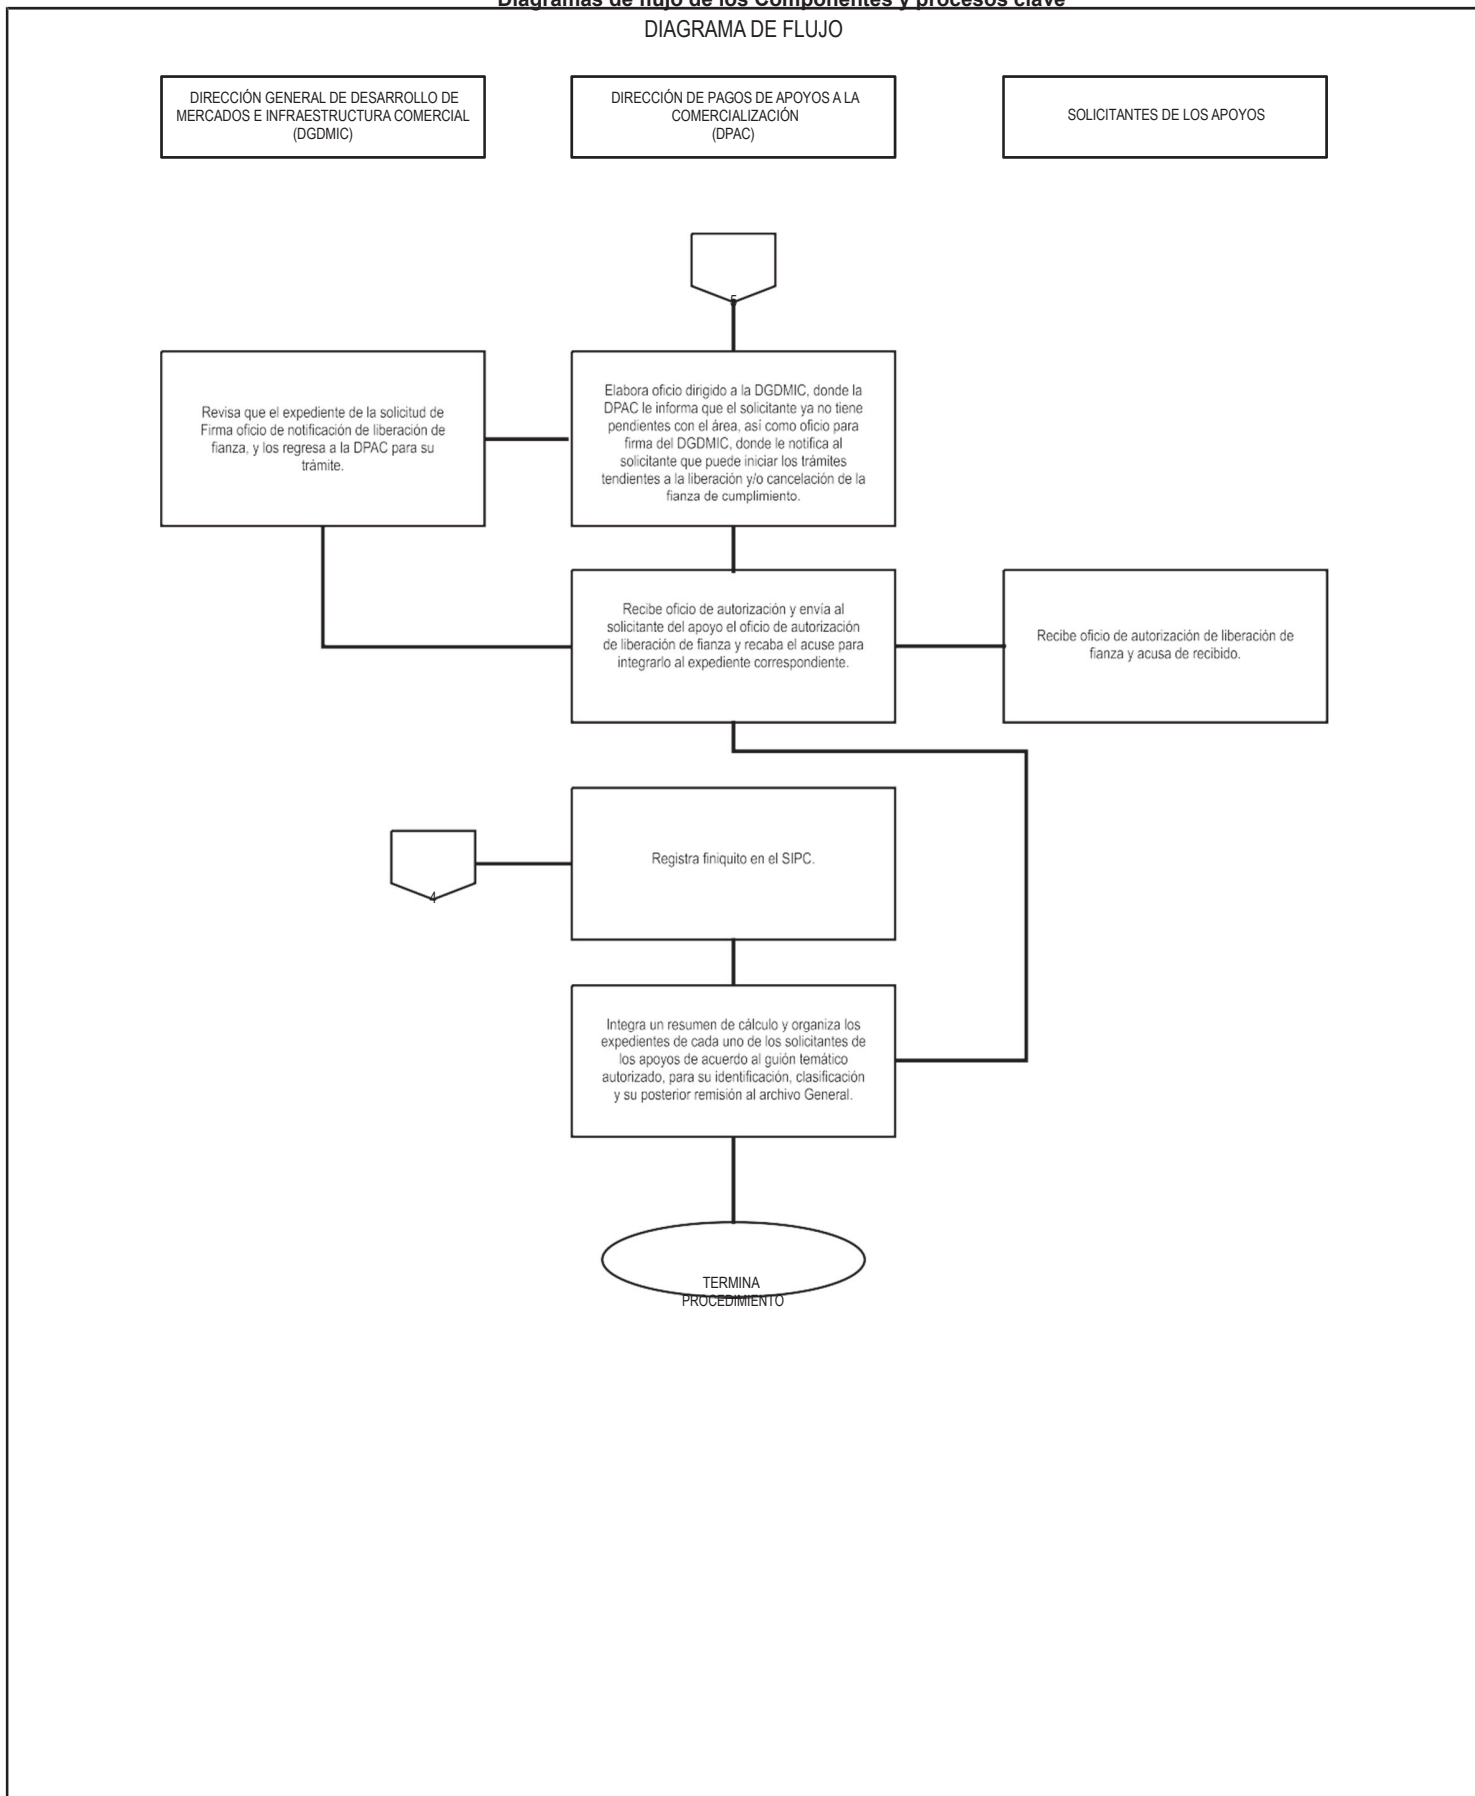 Diagramas de flujo de los Componentes y procesos clave
DIAGRAMA DE FLUJO
DIRECCIÓN GENERAL DE DESARROLLO DE
MERCADOS E INFRAESTRUCTURA COMERCIAL
(DGDMIC)
DIRECCIÓN DE PAGOS DE APOYOS A LA
COMERCIALIZACIÓN
(DPAC)
SOLICITANTES DE LOS APOYOS
5
Revisa que el expediente de la solicitud de
Firma oficio de notificación de liberación de
fianza, y los regresa a la DPAC para su
trámite.
Elabora oficio dirigido a la DGDMIC, donde la
DPAC le informa que el solicitante ya no tiene
pendientes con el área, así como oficio para
firma del DGDMIC, donde le notifica al
solicitante que puede iniciar los trámites
tendientes a la liberación y/o cancelación de la
fianza de cumplimiento.
Recibe oficio de autorización y envía al
solicitante del apoyo el oficio de autorización
de liberación de fianza y recaba el acuse para
integrarlo al expediente correspondiente.
Recibe oficio de autorización de liberación de
fianza y acusa de recibido.
Registra finiquito en el SIPC.
4
Integra un resumen de cálculo y organiza los
expedientes de cada uno de los solicitantes de
los apoyos de acuerdo al guión temático
autorizado, para su identificación, clasificación
y su posterior remisión al archivo General.
TERMINA
PROCEDIMIENTO